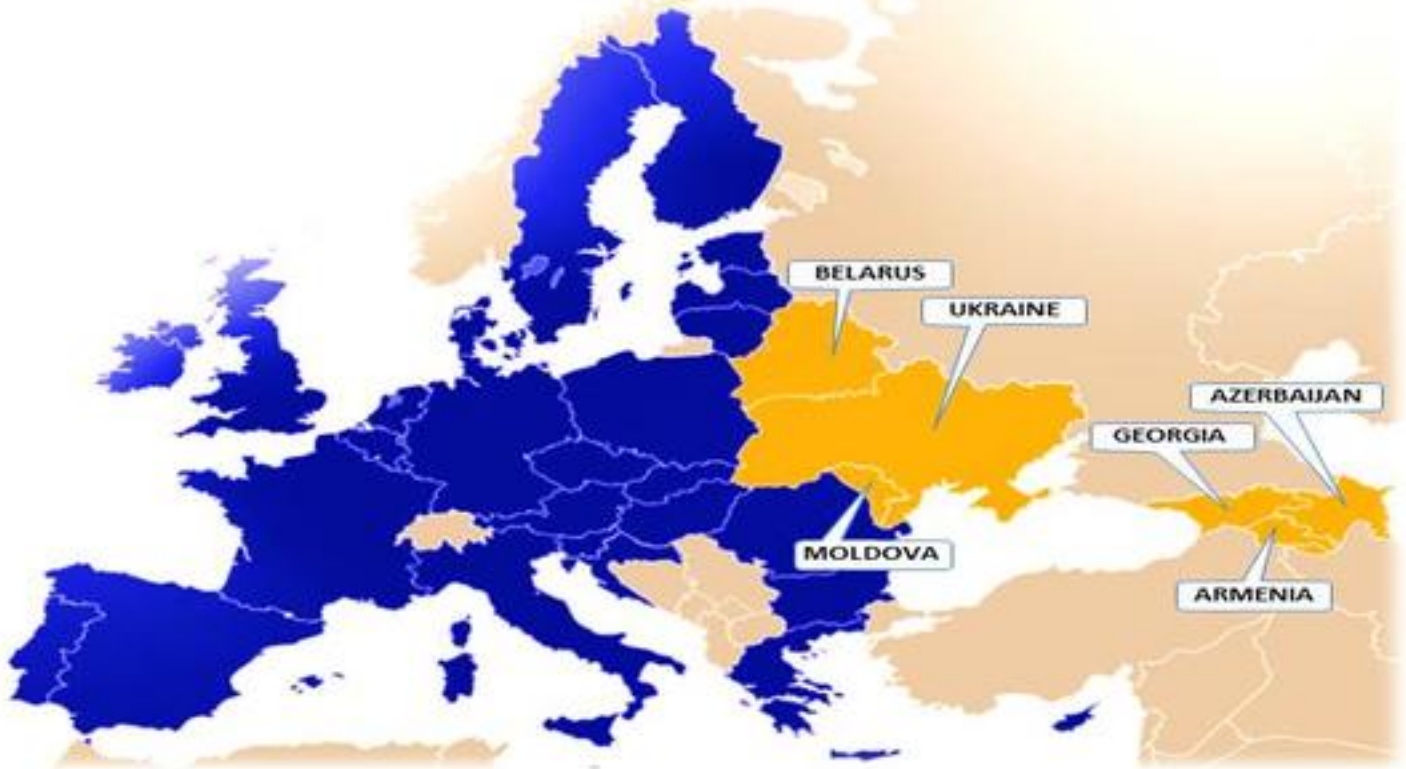 BELARUS
UKRAINE
AZERBAIJAN
GEORGIA
MOLDOVA
ARMENIA